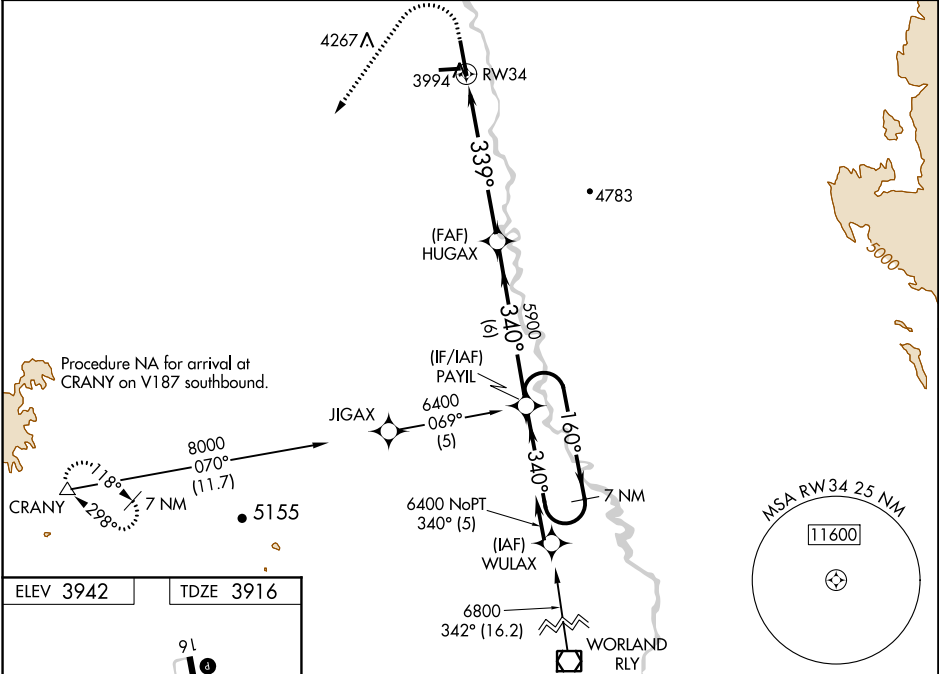 4267
3994
RW34
339°
4783
(FAF)
HUGAX
5000
340°
5900
(6)
Procedure NA for arrival at
CRANY on V187 southbound.
(IF/IAF)
PAYIL
JIGAX
6400
069°
(5)
160°
8000
070°
(11.7)
340°
118°
298°
7 NM
CRANY
5155
7 NM
6400 NoPT
340° (5)
(IAF)
WULAX
MSA RW34 25 NM
11600
ELEV 3942
TDZE 3916
6800
342° (16.2)
WORLAND
RLY
16
P